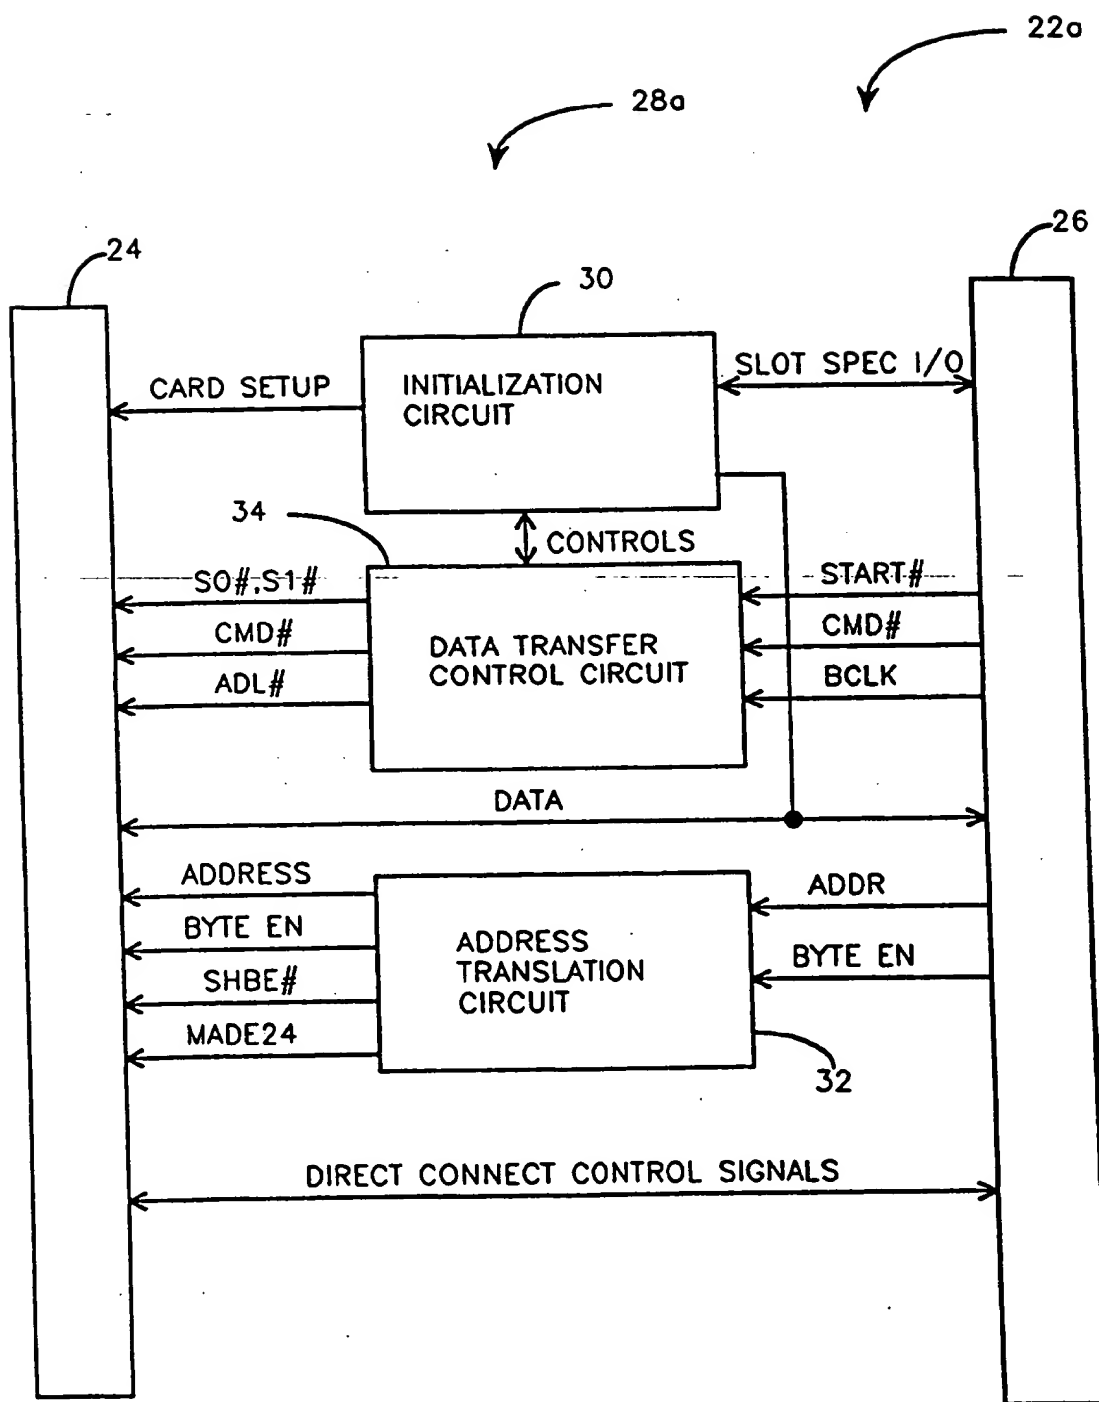 22a
28a
26
24
30
SLOT SPEC I/O
CARD SETUP
INITIALIZATION
CIRCUIT
34
CONTROLS
S0#,S1#
START#
CMD#
CMD#
DATA TRANSFER
CONTROL CIRCUIT
ADL#
BCLK
DATA
ADDRESS
ADDR
BYTE EN
ADDRESS
TRANSLATION
CIRCUIT
BYTE EN
SHBE#
MADE24
32
DIRECT CONNECT CONTROL SIGNALS